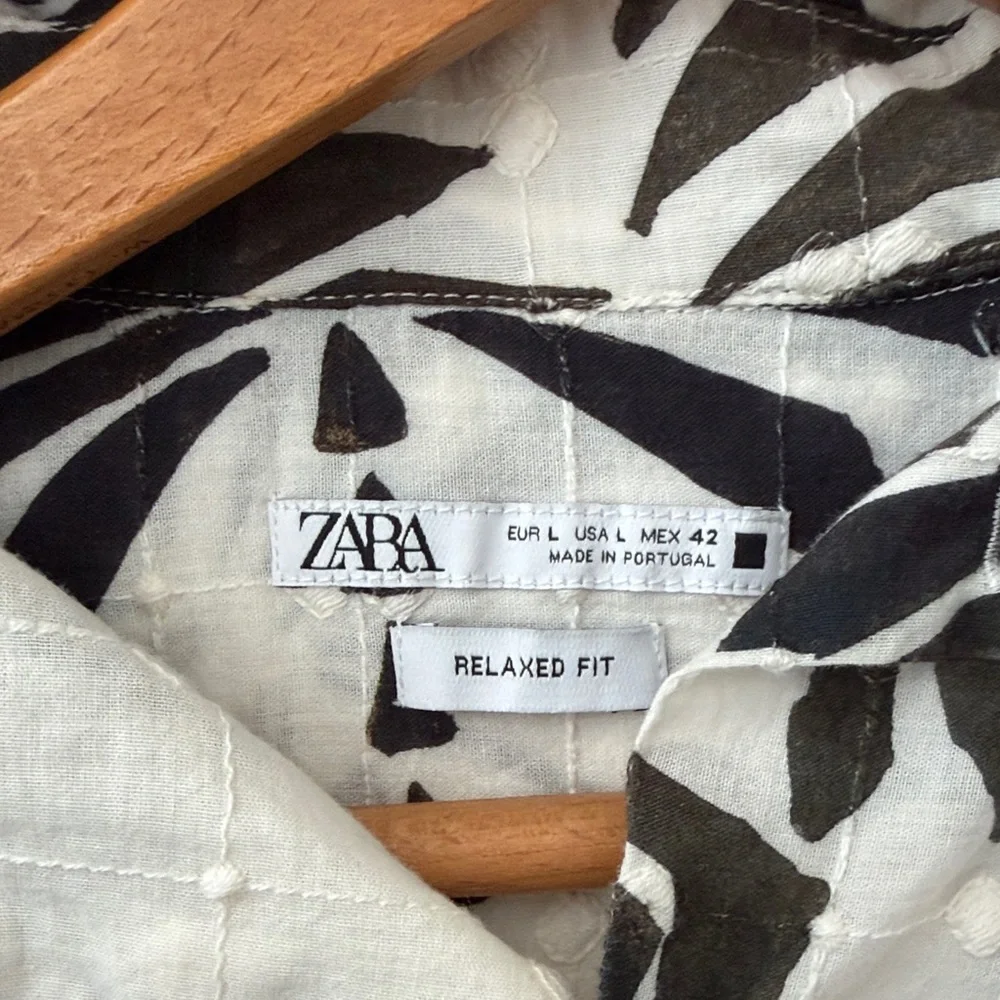 ZARA
EUR L USA L MEX 42
MADE IN PORTUGAL
RELAXED FIT